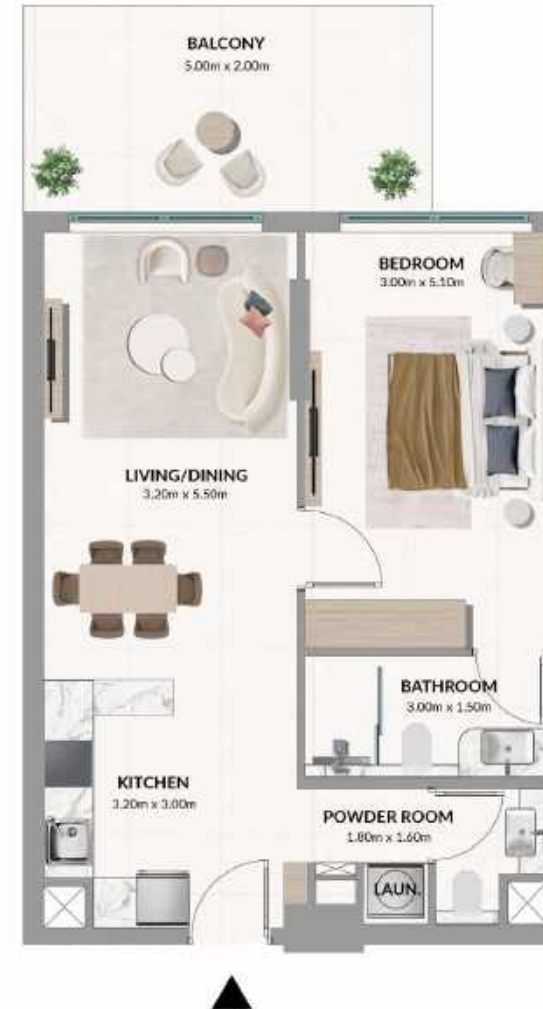 BALCONY
5.00m x 2.00m
BEDROOM
3.00m x 5.10m
LIVING/DINING
3.20m x 5.50m
BATHROOM
3.00m x 1.50m
KITCHEN
3.20m x 3.00m
POWDER ROOM
1.80m x 1.60m
LAUN.